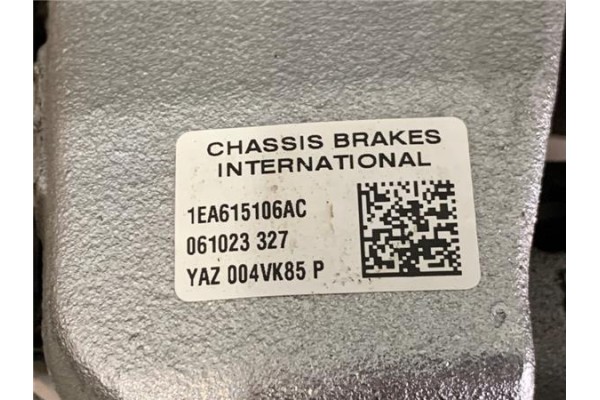 CHASSIS BRAKES
INTERNATIONAL
1EA615106AC
061023 327
YAZ 004VK85 P